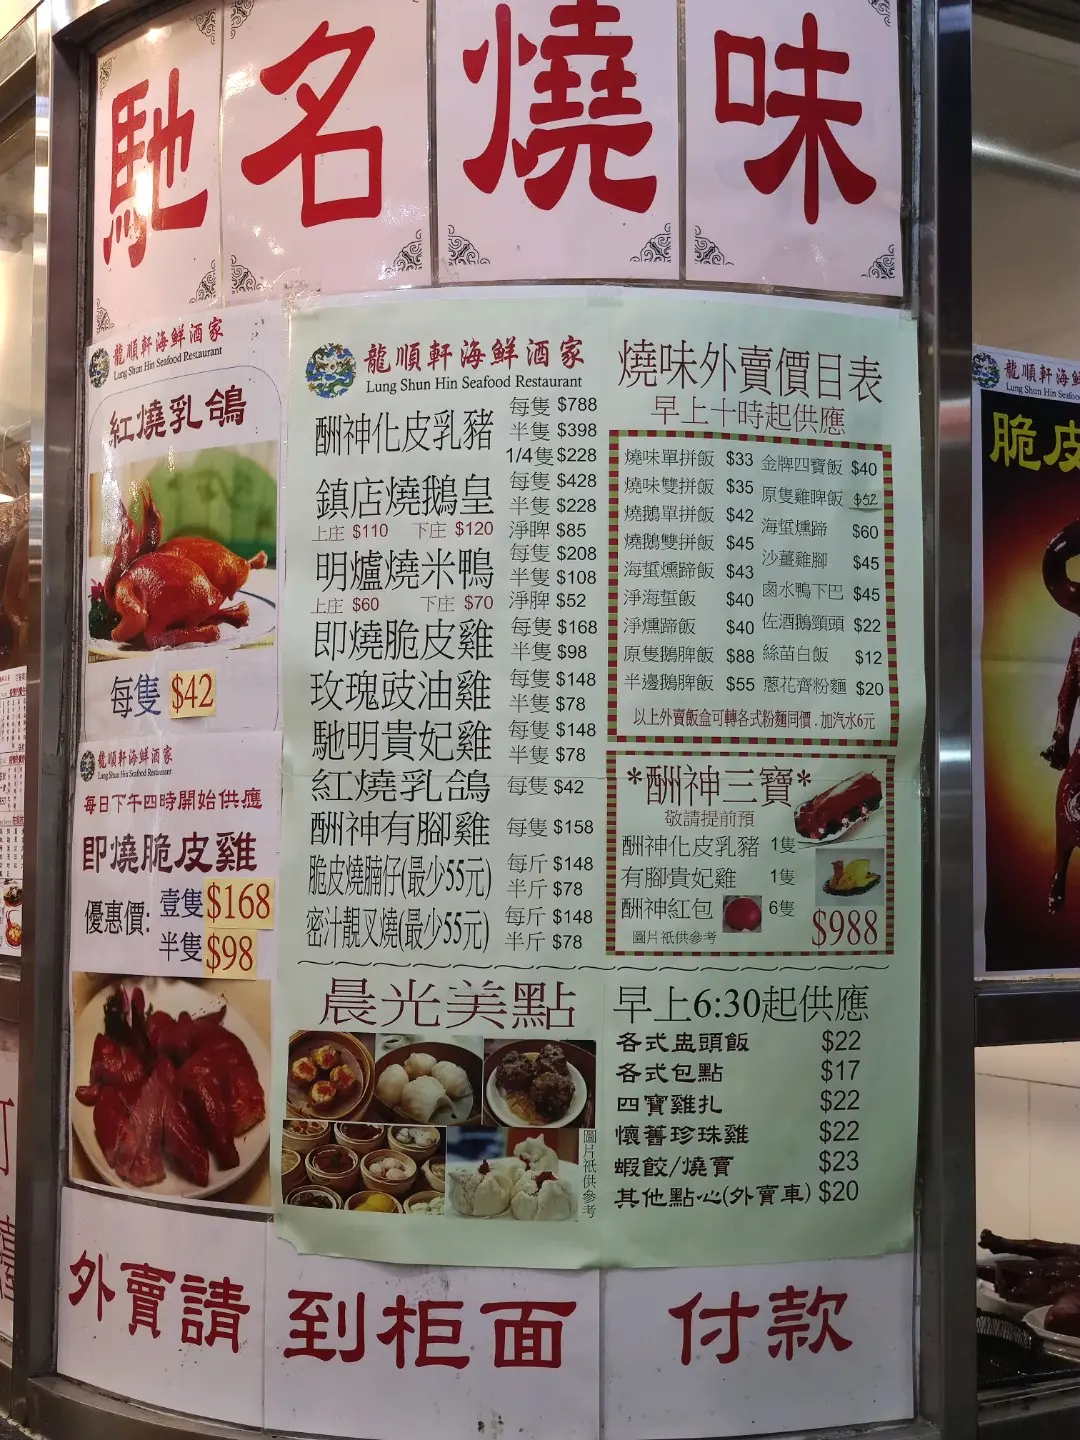 馳名燒味
龍順軒海鮮酒家
Lung Shun Hin Seafood Restaurant
紅燒乳鴿
每隻 $42
龍順軒海鮮酒家
Lung Shun Hin Seafood Restaurant
每日下午四時開始供應
即燒脆皮雞
優惠價: 壹隻 $168
半隻 $98
龍順軒海鮮酒家
Lung Shun Hin Seafood Restaurant
酬神化皮乳豬 每隻 $788
半隻 $398
1/4隻 $228
鎮店燒鵝皇 每隻 $428
半隻 $228
上庄 $110 下庄 $120 淨脾 $85
明爐燒米鴨 每隻 $208
半隻 $108
上庄 $60 下庄 $70 淨脾 $52
即燒脆皮雞 每隻 $168
半隻 $98
玫瑰豉油雞 每隻 $148
半隻 $78
馳明貴妃雞 每隻 $148
半隻 $78
紅燒乳鴿 每隻 $42
酬神有腳雞 每隻 $158
脆皮燒腩仔(最少55元) 每斤 $148
半斤 $78
密汁靚叉燒(最少55元) 每斤 $148
半斤 $78
燒味外賣價目表
早上十時起供應
燒味單拼飯 $33 金牌四寶飯 $40
燒味雙拼飯 $35 原隻雞脾飯 $52
燒鵝單拼飯 $42 海蜇燻蹄 $60
燒鵝雙拼飯 $45 沙薑雞腳 $45
海蜇燻蹄飯 $43 鹵水鴨下巴 $45
淨海蜇飯 $40 佐酒鵝頸頭 $22
淨燻蹄飯 $40 絲苗白飯 $12
原隻鵝脾飯 $88 蔥花齊粉麵 $20
半邊鵝脾飯 $55
以上外賣飯盒可轉各式粉麵同價﹐加汽水6元
*酬神三寶*
敬請提前預
酬神化皮乳豬 1隻
有腳貴妃雞 1隻
酬神紅包 6隻
圖片祇供參考 $988
晨光美點
圖片祇供參考
早上6:30起供應
各式盅頭飯 $22
各式包點 $17
四寶雞扎 $22
懷舊珍珠雞 $22
蝦餃/燒賣 $23
其他點心(外賣車) $20
外賣請到柜面付款
龍順軒海
Lung Shun Hin Seafoo
脆皮